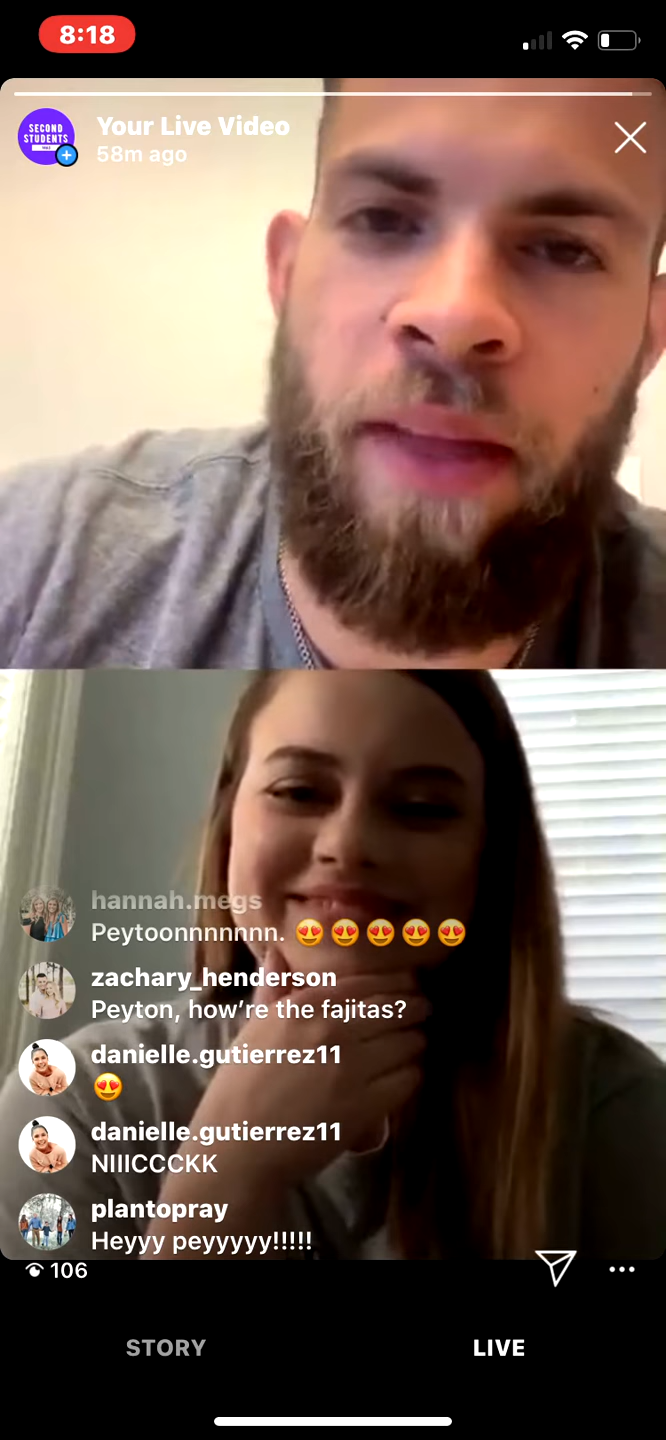 8:18
SECOND
STUDENTS
Your Live Video
58m ago
hannah.megs
Peytoonnnnnnn. 😍😍😍😍😍
zachary_henderson
Peyton, how’re the fajitas?
danielle.gutierrez11
😍
danielle.gutierrez11
NIIICCCKK
plantopray
Heyyy peyyyyy!!!!!
106
STORY
LIVE